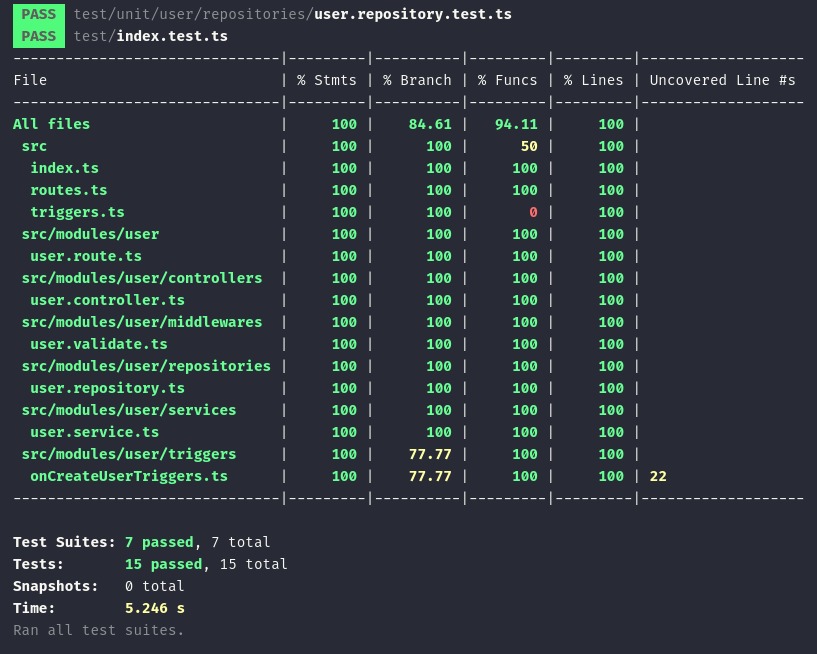 PASS test/unit/user/repositories/user.repository.test.ts
PASS test/index.test.ts
-------------------------------|---------|----------|---------|---------|-------------------
File                           | % Stmts | % Branch | % Funcs | % Lines | Uncovered Line #s
-------------------------------|---------|----------|---------|---------|-------------------
All files                      |     100 |    84.61 |   94.11 |     100 |
 src                           |     100 |      100 |      50 |     100 |
  index.ts                     |     100 |      100 |     100 |     100 |
  routes.ts                    |     100 |      100 |     100 |     100 |
  triggers.ts                  |     100 |      100 |       0 |     100 |
 src/modules/user              |     100 |      100 |     100 |     100 |
  user.route.ts                |     100 |      100 |     100 |     100 |
 src/modules/user/controllers  |     100 |      100 |     100 |     100 |
  user.controller.ts           |     100 |      100 |     100 |     100 |
 src/modules/user/middlewares  |     100 |      100 |     100 |     100 |
  user.validate.ts             |     100 |      100 |     100 |     100 |
 src/modules/user/repositories |     100 |      100 |     100 |     100 |
  user.repository.ts           |     100 |      100 |     100 |     100 |
 src/modules/user/services     |     100 |      100 |     100 |     100 |
  user.service.ts              |     100 |      100 |     100 |     100 |
 src/modules/user/triggers     |     100 |    77.77 |     100 |     100 |
  onCreateUserTriggers.ts      |     100 |    77.77 |     100 |     100 | 22
-------------------------------|---------|----------|---------|---------|-------------------
Test Suites: 7 passed, 7 total
Tests:       15 passed, 15 total
Snapshots:   0 total
Time:        5.246 s
Ran all test suites.